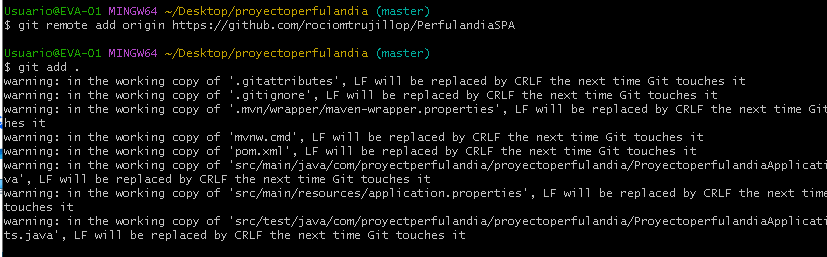 Usuario@EVA-01 MINGW64 ~/Desktop/proyectoperfulandia (master)
$ git remote add origin https://github.com/rociomtrujillop/PerfulandiaSPA
Usuario@EVA-01 MINGW64 ~/Desktop/proyectoperfulandia (master)
$ git add .
warning: in the working copy of '.gitattributes', LF will be replaced by CRLF the next time Git touches it
warning: in the working copy of '.gitignore', LF will be replaced by CRLF the next time Git touches it
warning: in the working copy of '.mvn/wrapper/maven-wrapper.properties', LF will be replaced by CRLF the next time Git
hes it
warning: in the working copy of 'mvnw.cmd', LF will be replaced by CRLF the next time Git touches it
warning: in the working copy of 'pom.xml', LF will be replaced by CRLF the next time Git touches it
warning: in the working copy of 'src/main/java/com/proyectperfulandia/proyectoperfulandia/ProyectoperfulandiaApplicati
va', LF will be replaced by CRLF the next time Git touches it
warning: in the working copy of 'src/main/resources/application.properties', LF will be replaced by CRLF the next time
touches it
warning: in the working copy of 'src/test/java/com/proyectperfulandia/proyectoperfulandia/ProyectoperfulandiaApplicati
ts.java', LF will be replaced by CRLF the next time Git touches it